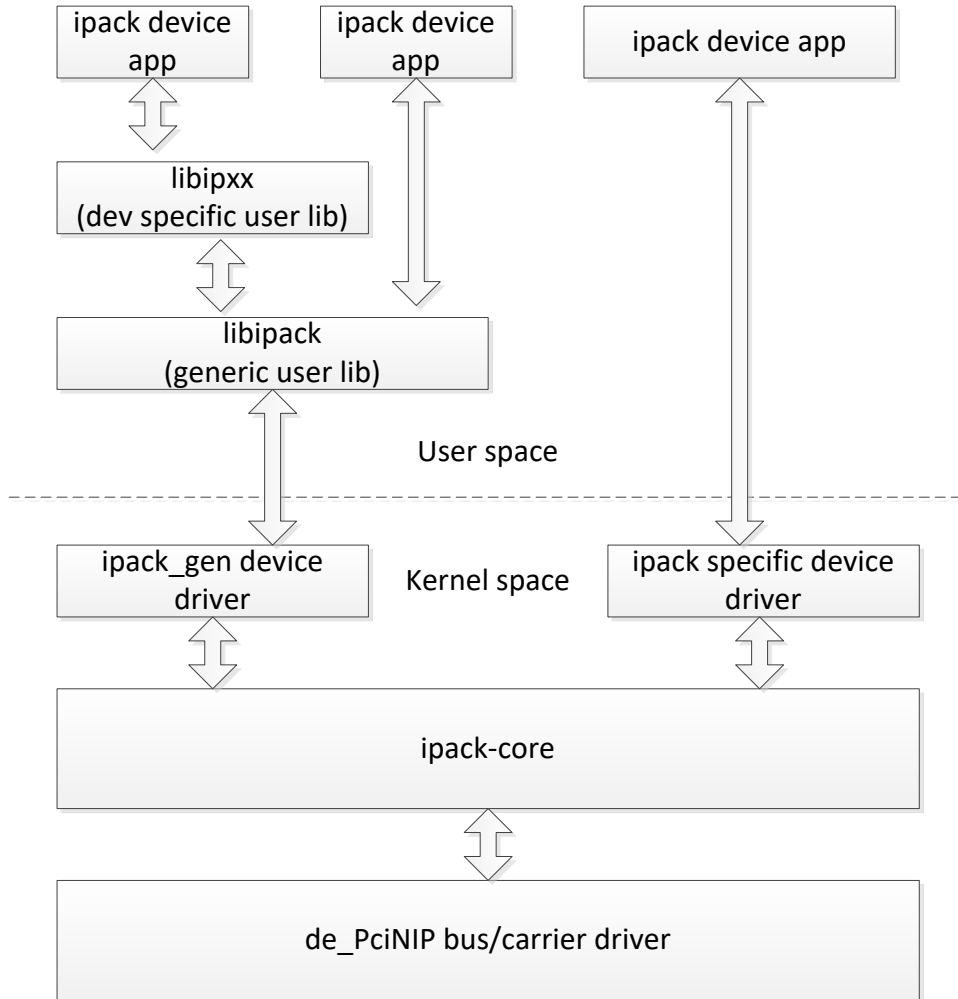 ipack device
app
ipack device
app
ipack device app
libipxx
(dev specific user lib)
libipack
(generic user lib)
User space
ipack_gen device
driver
Kernel space
ipack specific device
driver
ipack-core
de_PciNIP bus/carrier driver